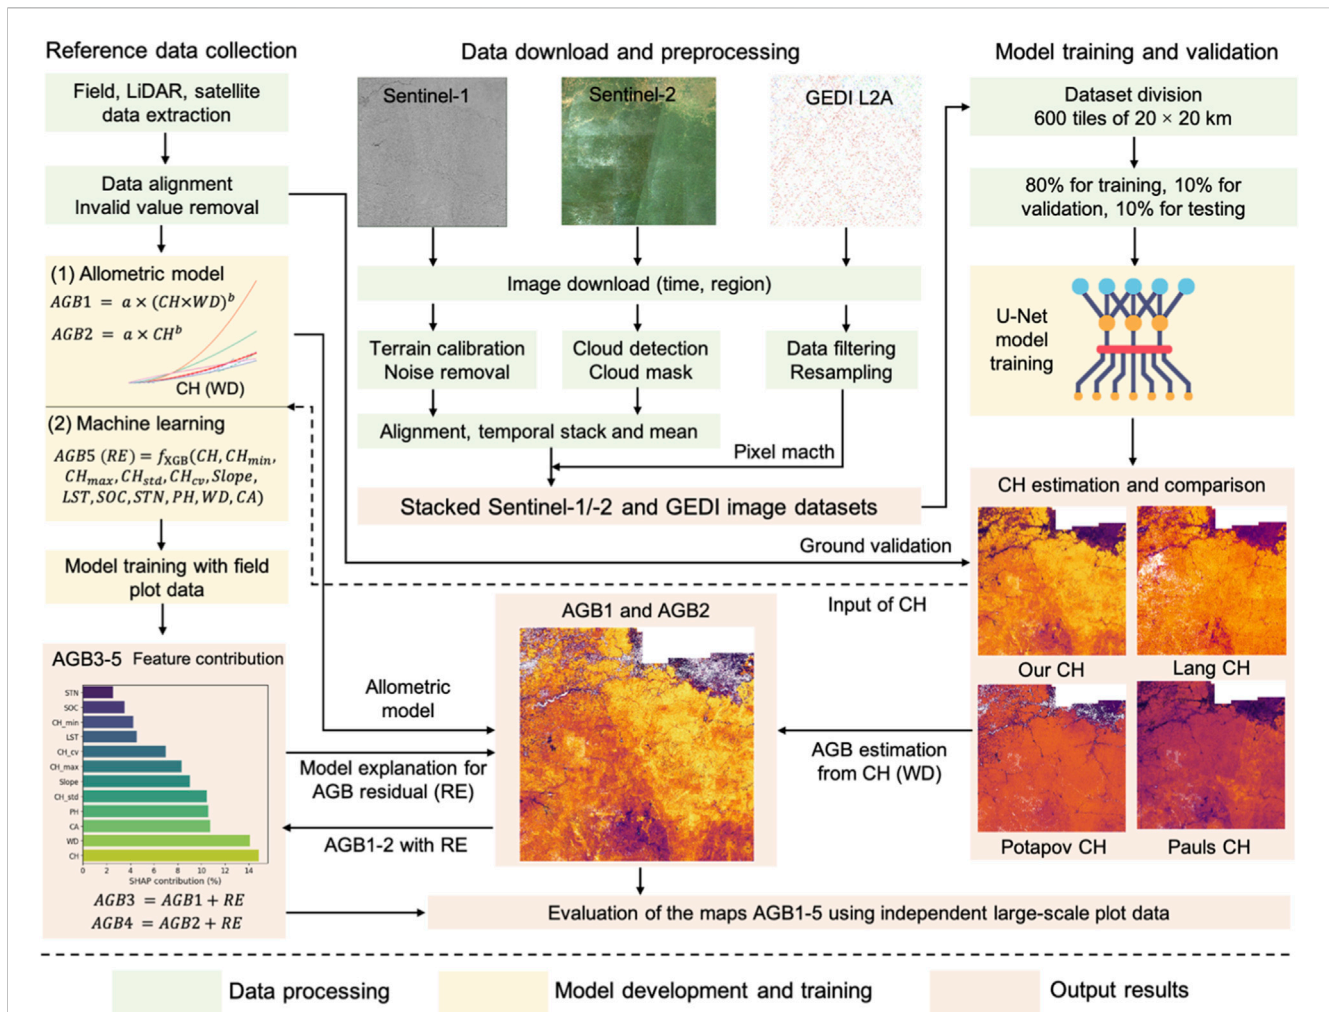 Reference data collection
Field, LiDAR, satellite
data extraction
Data alignment
Invalid value removal
(1) Allometric model
AGB1 = a × (CH×WD)^b
AGB2 = a × CH^b
CH (WD)
(2) Machine learning
AGB5 (RE) = f_XGB(CH, CH_min,
CH_max, CH_std, CH_cv, Slope,
LST, SOC, STN, PH, WD, CA)
Model training with field
plot data
AGB3-5 Feature contribution
STN
SOC
CH_min
LST
CH_cv
CH_max
Slope
CH_std
PH
CA
WD
CH
0 2 4 6 8 10 12 14
SHAP contribution (%)
AGB3 = AGB1 + RE
AGB4 = AGB2 + RE
Data download and preprocessing
Sentinel-1
Sentinel-2
GEDI L2A
Image download (time, region)
Terrain calibration
Noise removal
Cloud detection
Cloud mask
Data filtering
Resampling
Alignment, temporal stack and mean
Pixel macth
Stacked Sentinel-1/-2 and GEDI image datasets
Ground validation
Input of CH
AGB1 and AGB2
Allometric
model
Model explanation for
AGB residual (RE)
AGB1-2 with RE
AGB estimation
from CH (WD)
Evaluation of the maps AGB1-5 using independent large-scale plot data
Model training and validation
Dataset division
600 tiles of 20 × 20 km
80% for training, 10% for
validation, 10% for testing
U-Net
model
training
CH estimation and comparison
Our CH
Lang CH
Potapov CH
Pauls CH
Data processing
Model development and training
Output results